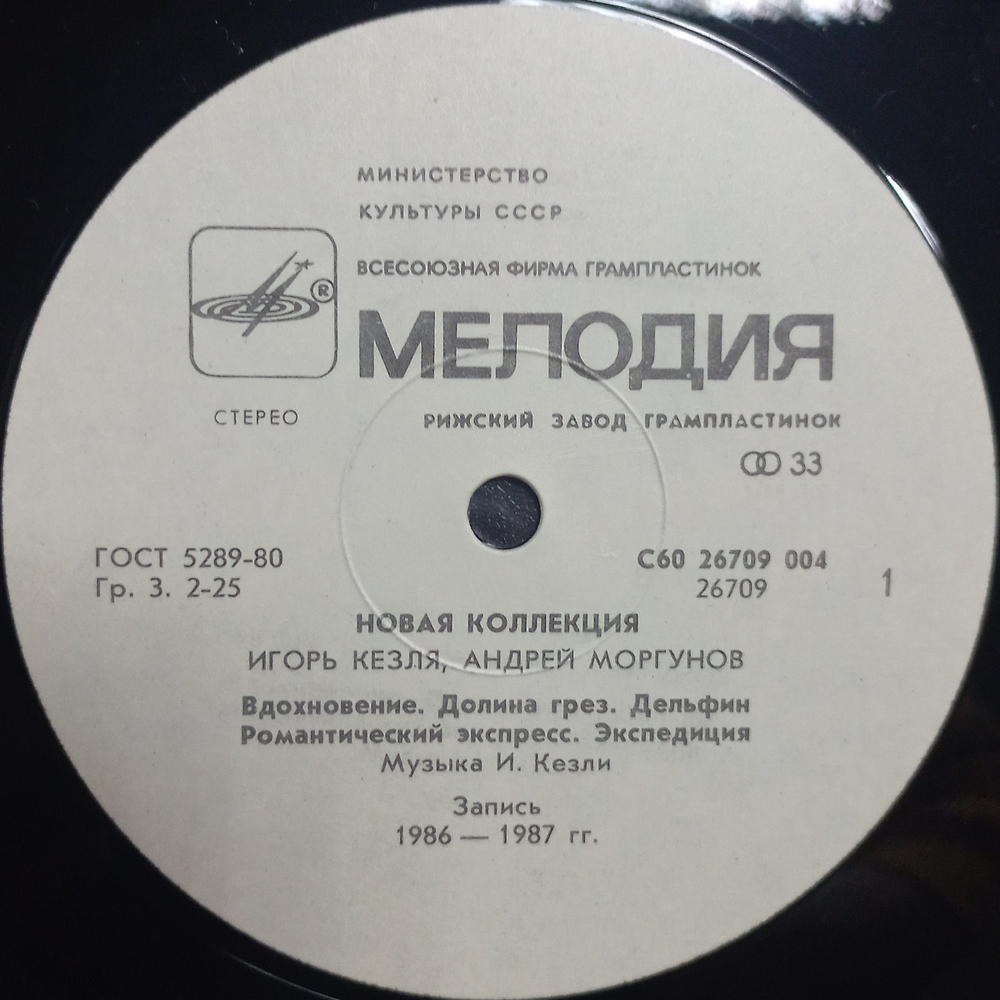 МИНИСТЕРСТВО
КУЛЬТУРЫ СССР
ВСЕСОЮЗНАЯ ФИРМА ГРАМПЛАСТИНОК
®
МЕЛОДИЯ
СТЕРЕО
РИЖСКИЙ ЗАВОД ГРАМПЛАСТИНОК
33
ГОСТ 5289-80
С60 26709 004
Гр. 3. 2-25
26709
1
НОВАЯ КОЛЛЕКЦИЯ
ИГОРЬ КЕЗЛЯ, АНДРЕЙ МОРГУНОВ
Вдохновение. Долина грез. Дельфин
Романтический экспресс. Экспедиция
Музыка И. Кезли
Запись
1986 — 1987 гг.